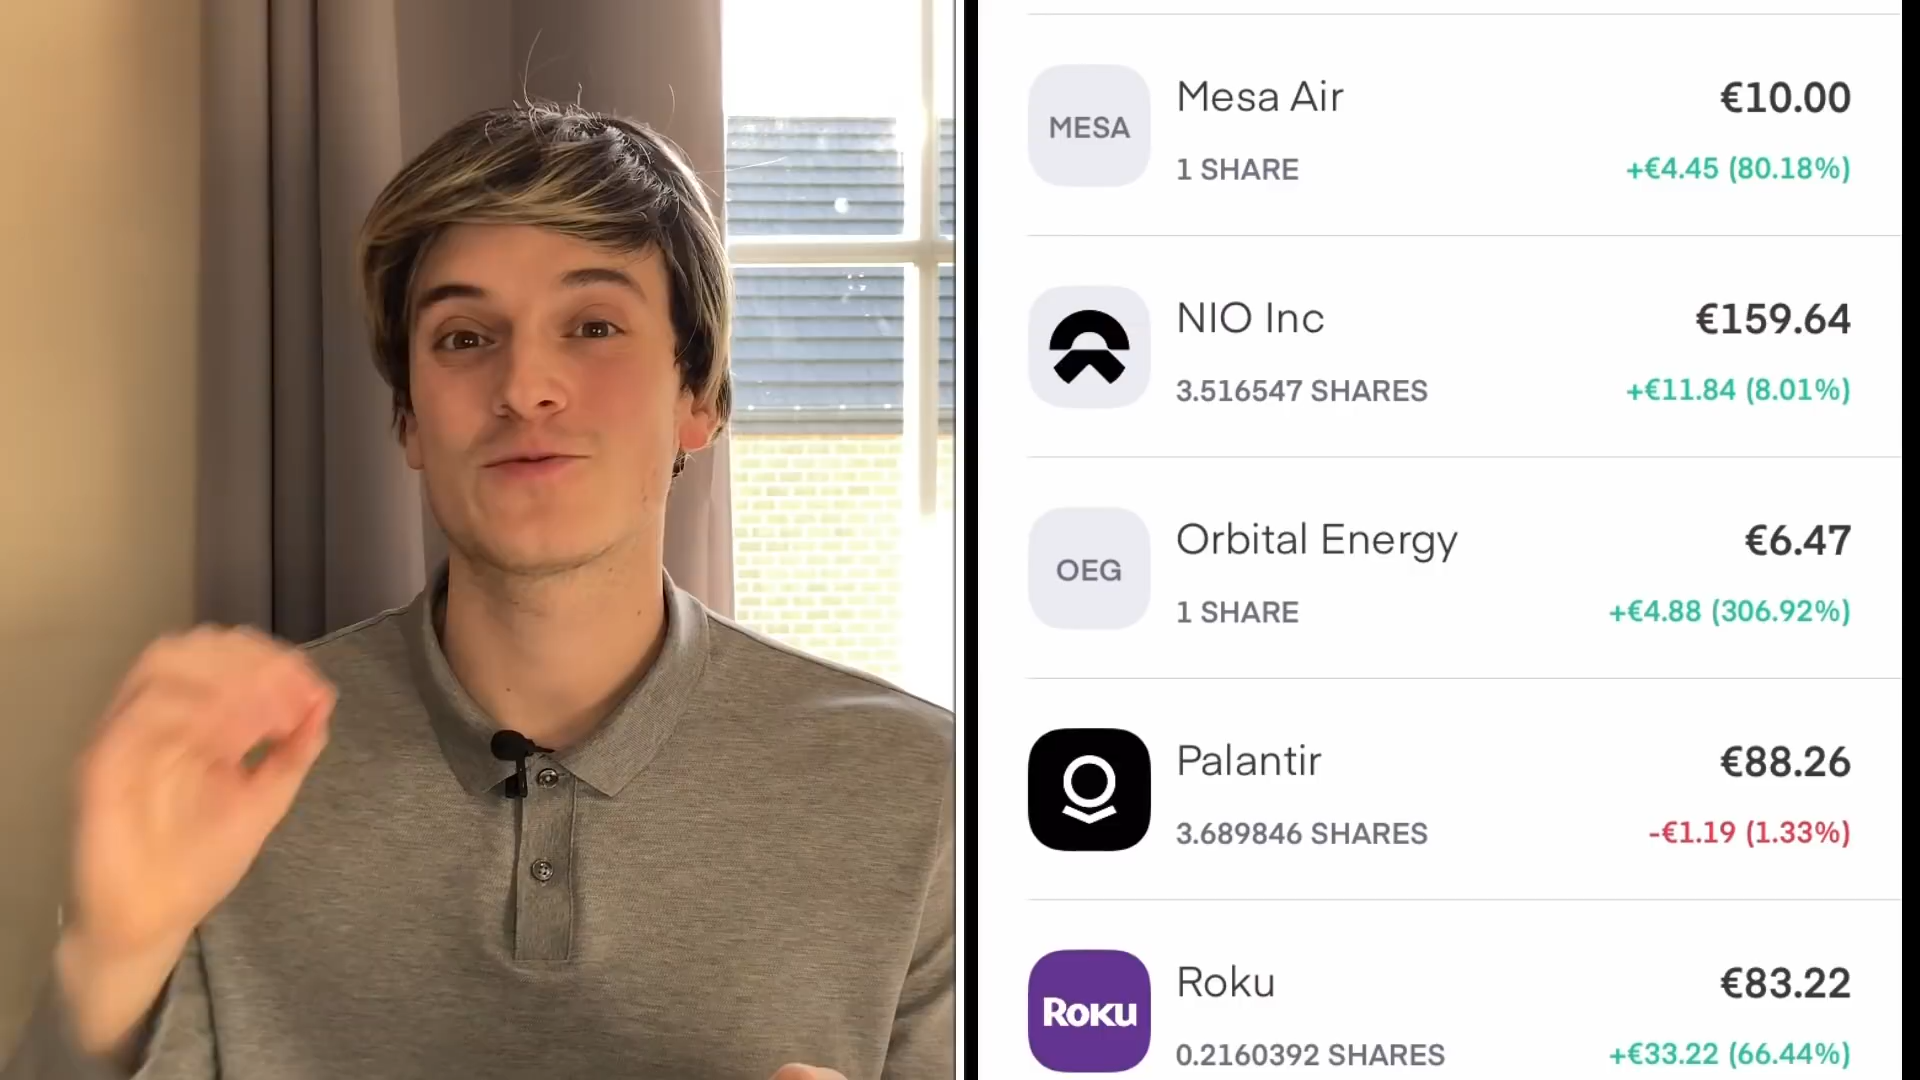 MESA
Mesa Air
€10.00
1 SHARE
+€4.45 (80.18%)
NIO Inc
€159.64
3.516547 SHARES
+€11.84 (8.01%)
OEG
Orbital Energy
€6.47
1 SHARE
+€4.88 (306.92%)
Palantir
€88.26
3.689846 SHARES
-€1.19 (1.33%)
ROKU
Roku
€83.22
0.2160392 SHARES
+€33.22 (66.44%)